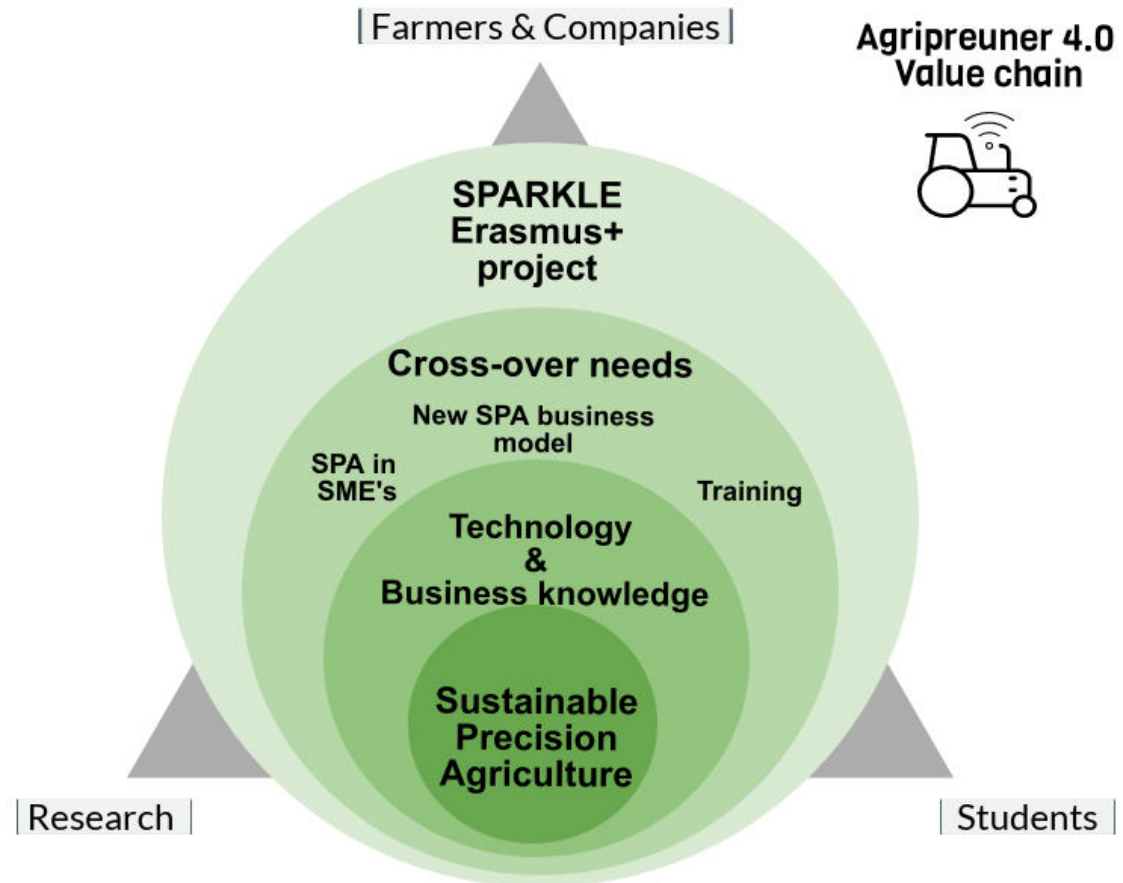 Farmers & Companies
Agripreuner 4.0
Value chain
SPARKLE
Erasmus+
project
Cross-over needs
New SPA business
model
SPA in
SME's
Training
Technology
&
Business knowledge
Sustainable
Precision
Agriculture
Research
Students